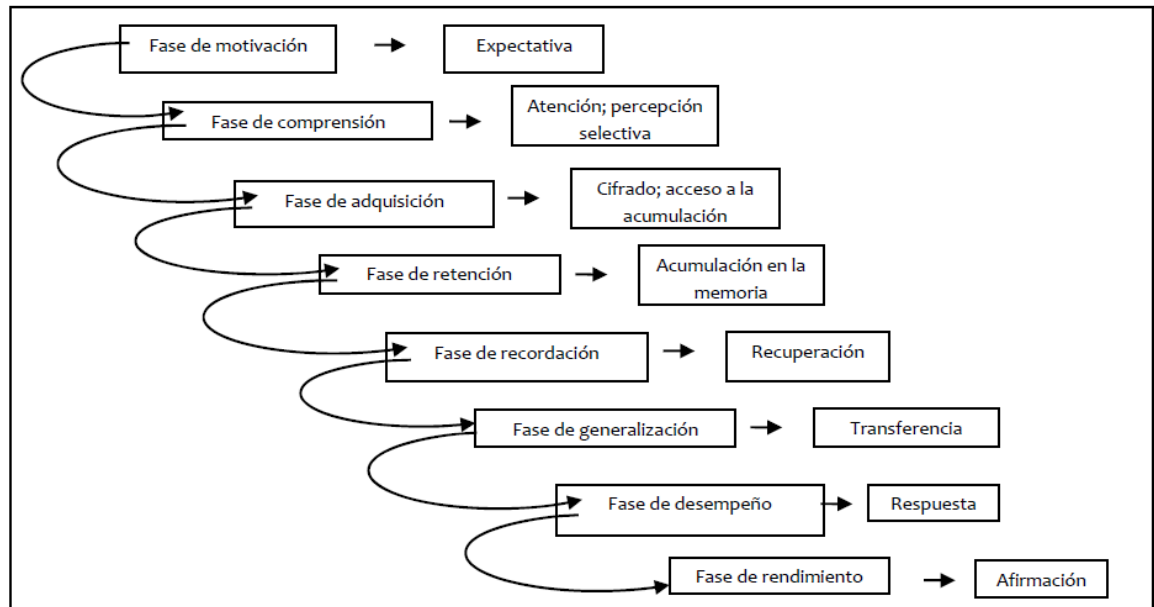 Fase de motivación
Expectativa
Fase de comprensión
Atención; percepción
selectiva
Fase de adquisición
Cifrado; acceso a la
acumulación
Fase de retención
Acumulación en la
memoria
Fase de recordación
Recuperación
Fase de generalización
Transferencia
Fase de desempeño
Respuesta
Fase de rendimiento
Afirmación